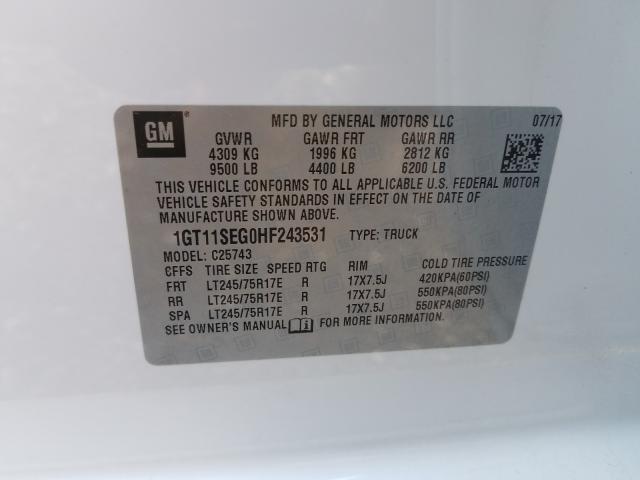 GM ®
MFD BY GENERAL MOTORS LLC 07/17
GVWR GAWR FRT GAWR RR
4309 KG 1996 KG 2812 KG
9500 LB 4400 LB 6200 LB
THIS VEHICLE CONFORMS TO ALL APPLICABLE U.S. FEDERAL MOTOR
VEHICLE SAFETY STANDARDS IN EFFECT ON THE DATE OF
MANUFACTURE SHOWN ABOVE.
1GT11SEG0HF243531 TYPE: TRUCK
MODEL: C25743
CFFS TIRE SIZE SPEED RTG RIM COLD TIRE PRESSURE
FRT LT245/75R17E R 17X7.5J 420KPA(60PSI)
RR LT245/75R17E R 17X7.5J 550KPA(80PSI)
SPA LT245/75R17E R 17X7.5J 550KPA(80PSI)
SEE OWNER'S MANUAL FOR MORE INFORMATION.